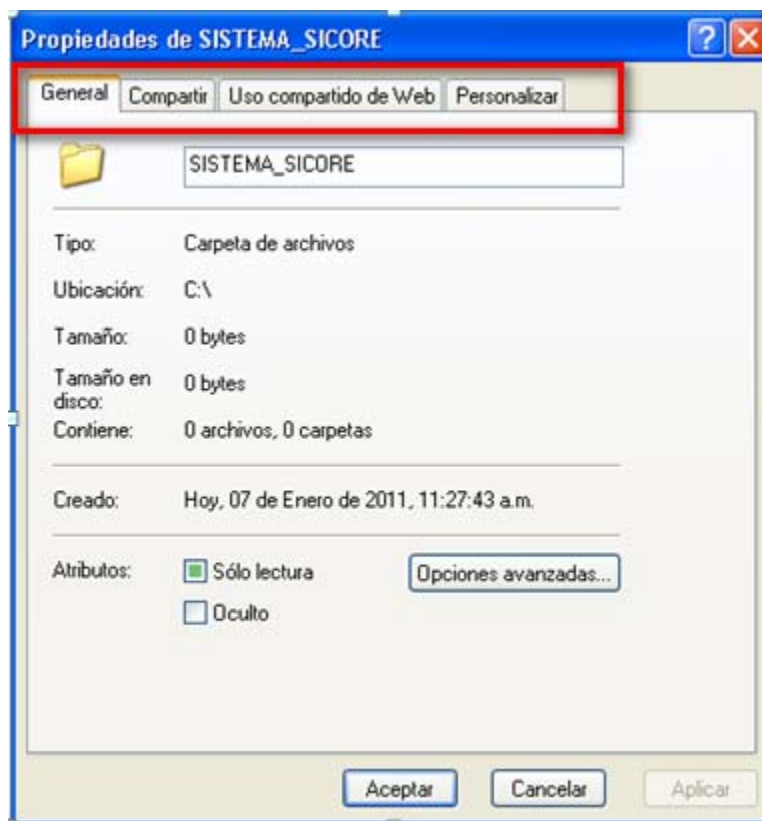 Propiedades de SISTEMA_SICORE
General Compartir Uso compartido de Web Personalizar
SISTEMA_SICORE
Tipo: Carpeta de archivos
Ubicación: C:\
Tamaño: 0 bytes
Tamaño en disco: 0 bytes
Contiene: 0 archivos, 0 carpetas
Creado: Hoy, 07 de Enero de 2011, 11:27:43 a.m.
Atributos: Sólo lectura Opciones avanzadas...
Oculto
Aceptar Cancelar Aplicar